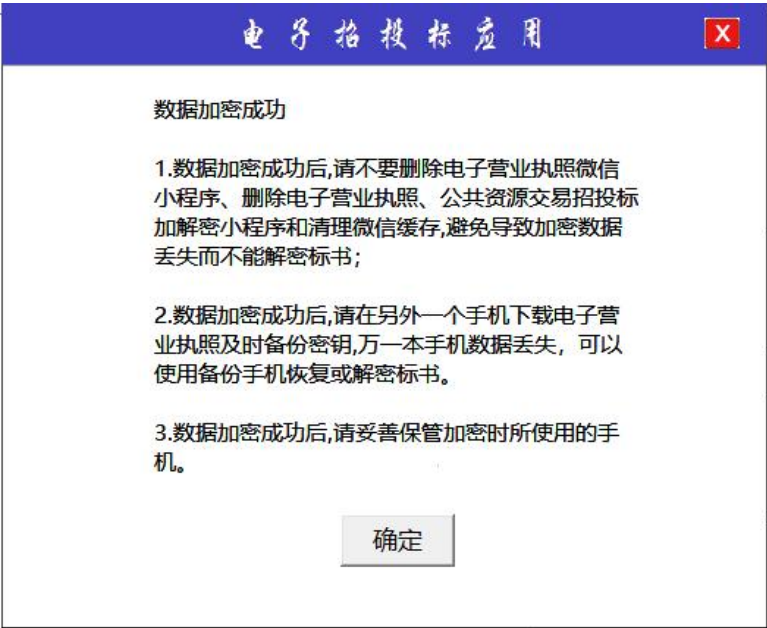 电子招投标应用
X
数据加密成功
1.数据加密成功后,请不要删除电子营业执照微信
小程序、删除电子营业执照、公共资源交易招投标
加解密小程序和清理微信缓存,避免导致加密数据
丢失而不能解密标书；
2.数据加密成功后,请在另外一个手机下载电子营
业执照及时备份密钥,万一本手机数据丢失，可以
使用备份手机恢复或解密标书。
3.数据加密成功后,请妥善保管加密时所使用的手
机。
确定